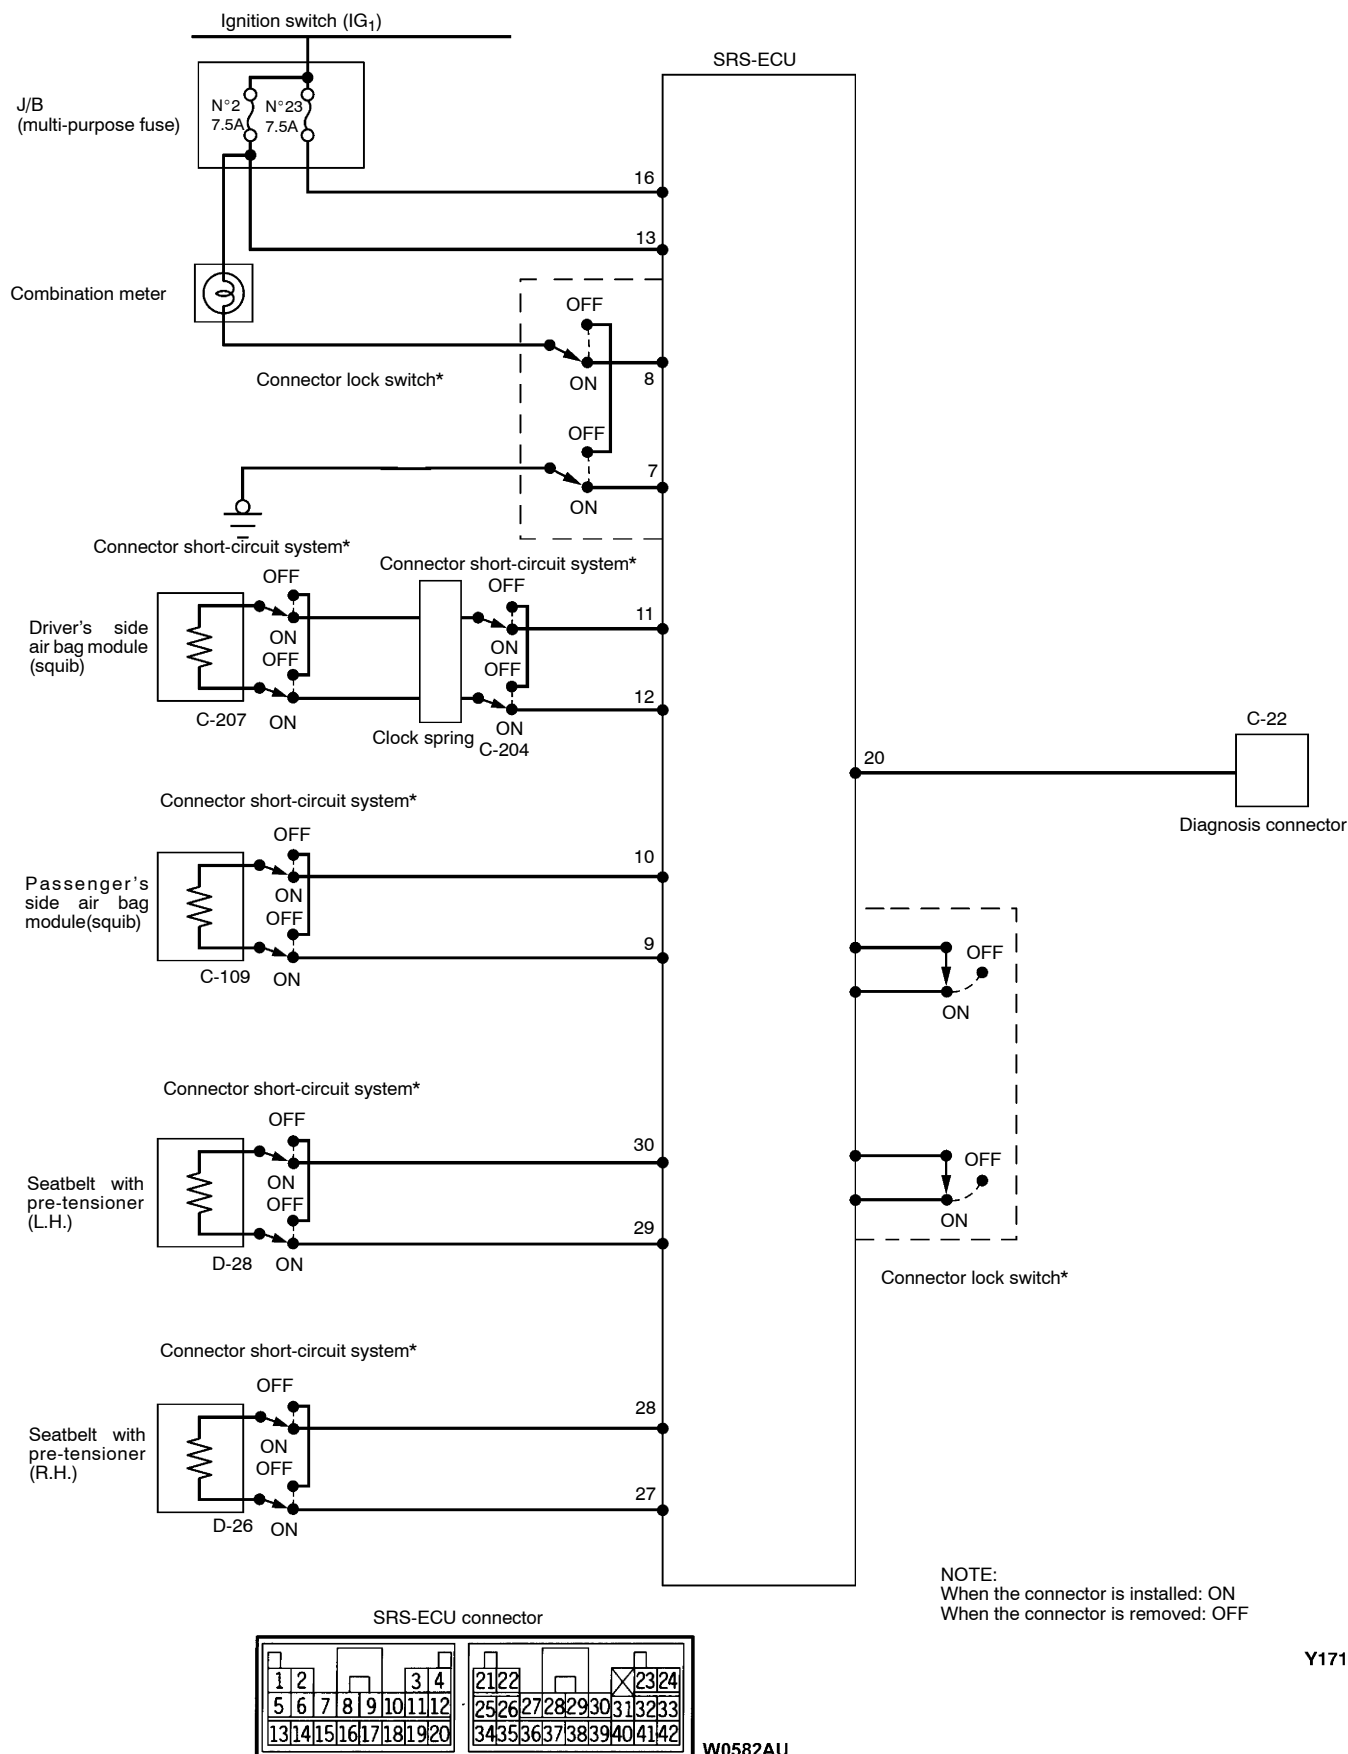 Ignition switch (IG1)
SRS-ECU
J/B
(multi-purpose fuse)
N°2
7.5A
N°23
7.5A
16
13
Combination meter
OFF
ON
8
Connector lock switch*
OFF
7
ON
Connector short-circuit system*
Connector short-circuit system*
OFF
OFF
11
Driver's side
air bag module
(squib)
ON
OFF
ON
OFF
12
C-207
ON
ON
Clock spring
C-204
C-22
20
Diagnosis connector
Connector short-circuit system*
OFF
10
Passenger's
side air bag
module(squib)
ON
OFF
9
C-109
ON
OFF
ON
Connector short-circuit system*
OFF
30
Seatbelt with
pre-tensioner
(L.H.)
ON
OFF
29
D-28
ON
OFF
ON
Connector lock switch*
Connector short-circuit system*
OFF
28
Seatbelt with
pre-tensioner
(R.H.)
ON
OFF
27
D-26
ON
NOTE:
When the connector is installed: ON
When the connector is removed: OFF
SRS-ECU connector
Y171
1 2 3 4 21 22 23 24
5 6 7 8 9 10 11 12 25 26 27 28 29 30 31 32 33
13 14 15 16 17 18 19 20 34 35 36 37 38 39 40 41 42
W0582AU